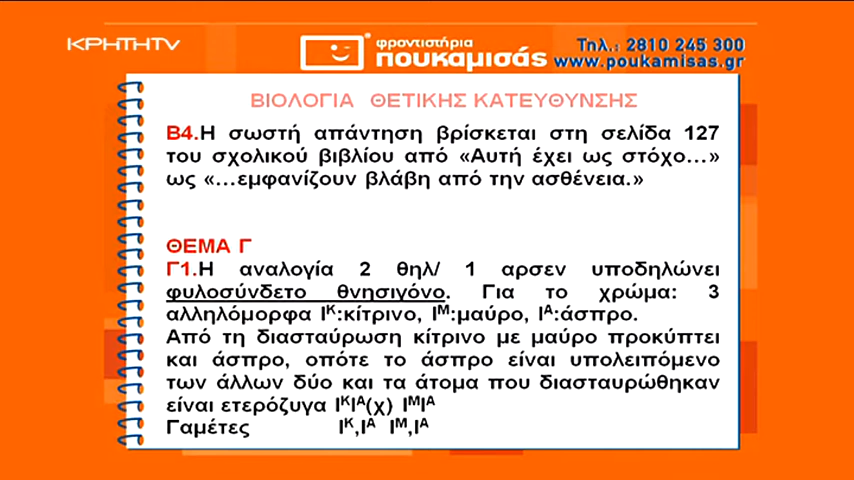 ΚΡΗΤΗTV
φροντιστήρια
πουκαμισάς
Τηλ.: 2810 245 300
www.poukamisas.gr
ΒΙΟΛΟΓΙΑ ΘΕΤΙΚΗΣ ΚΑΤΕΥΘΥΝΣΗΣ
Β4.Η σωστή απάντηση βρίσκεται στη σελίδα 127
του σχολικού βιβλίου από «Αυτή έχει ως στόχο…»
ως «…εμφανίζουν βλάβη από την ασθένεια.»
ΘΕΜΑ Γ
Γ1.Η αναλογία 2 θηλ/ 1 αρσεν υποδηλώνει
φυλοσύνδετο θνησιγόνο. Για το χρώμα: 3
αλληλόμορφα Iᴷ:κίτρινο, Iᴹ:μαύρο, Iᴬ:άσπρο.
Από τη διασταύρωση κίτρινο με μαύρο προκύπτει
και άσπρο, οπότε το άσπρο είναι υπολειπόμενο
των άλλων δύο και τα άτομα που διασταυρώθηκαν
είναι ετερόζυγα IᴷIᴬ(χ) IᴹIᴬ
Γαμέτες Iᴷ,Iᴬ Iᴹ,Iᴬ